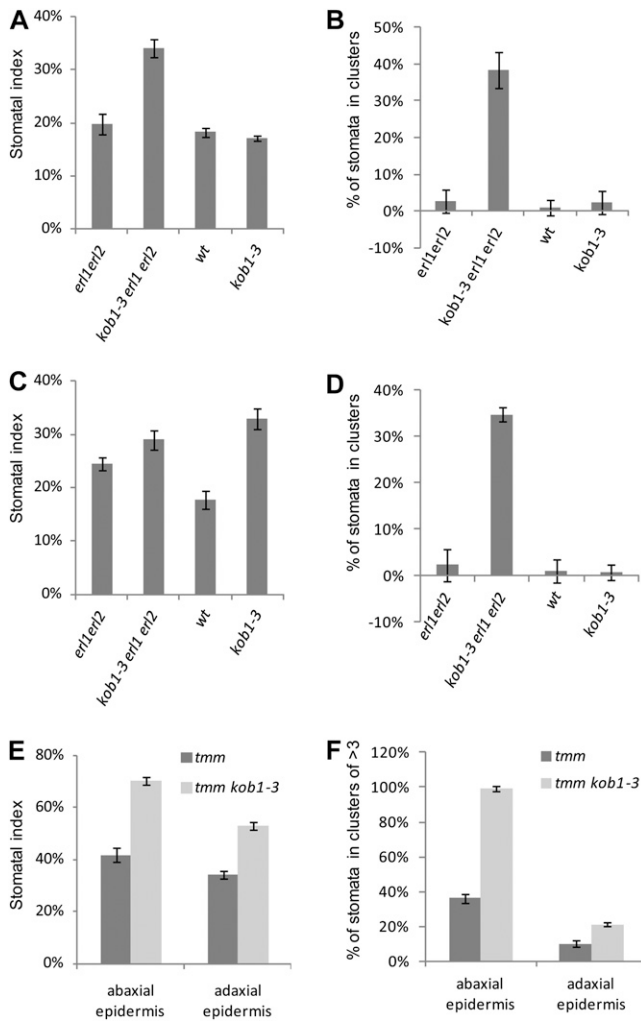 A
Stomatal index
40%
30%
20%
10%
0%
erl1erl2
kob1-3 erl1 erl2
wt
kob1-3
B
% of stomata in clusters
50%
40%
30%
20%
10%
0%
-10%
erl1erl2
kob1-3 erl1 erl2
wt
kob1-3
C
Stomatal index
40%
30%
20%
10%
0%
erl1erl2
kob1-3 erl1 erl2
wt
kob1-3
D
% of stomata in clusters
40%
30%
20%
10%
0%
-10%
erl1erl2
kob1-3 erl1 erl2
wt
kob1-3
E
Stomatal index
80%
60%
40%
20%
0%
tmm
tmm kob1-3
abaxial
epidermis
adaxial
epidermis
F
% of stomata in clusters of >3
120%
100%
80%
60%
40%
20%
0%
tmm
tmm kob1-3
abaxial
epidermis
adaxial
epidermis